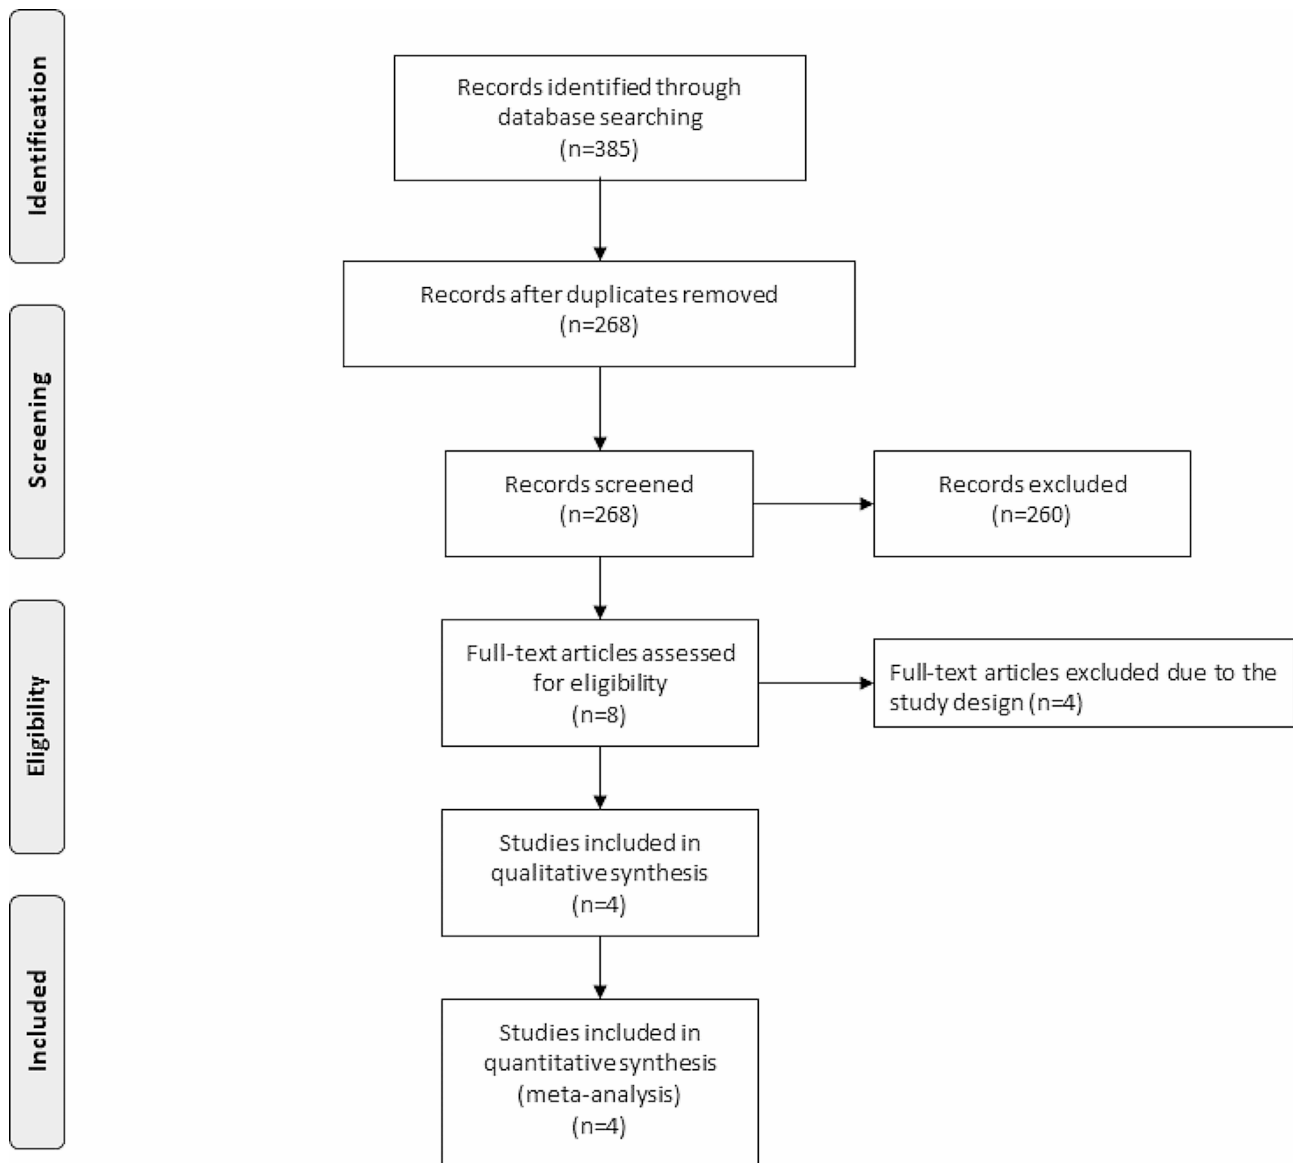 Identification
Records identified through
database searching
(n=385)
Records after duplicates removed
(n=268)
Screening
Records screened
(n=268)
Records excluded
(n=260)
Eligibility
Full-text articles assessed
for eligibility
(n=8)
Full-text articles excluded due to the
study design (n=4)
Studies included in
qualitative synthesis
(n=4)
Included
Studies included in
quantitative synthesis
(meta-analysis)
(n=4)